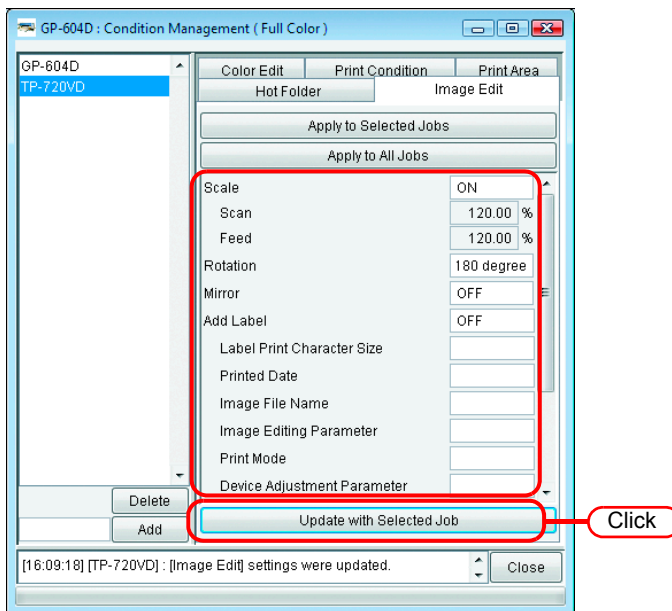 GP-604D : Condition Management ( Full Color )
GP-604D
TP-720VD
Color Edit Print Condition Print Area
Hot Folder Image Edit
Apply to Selected Jobs
Apply to All Jobs
Scale ON
Scan 120.00 %
Feed 120.00 %
Rotation 180 degree
Mirror OFF
Add Label OFF
Label Print Character Size
Printed Date
Image File Name
Image Editing Parameter
Print Mode
Device Adjustment Parameter
Delete
Add
Update with Selected Job
Click
[16:09:18] [TP-720VD] : [Image Edit] settings were updated.
Close